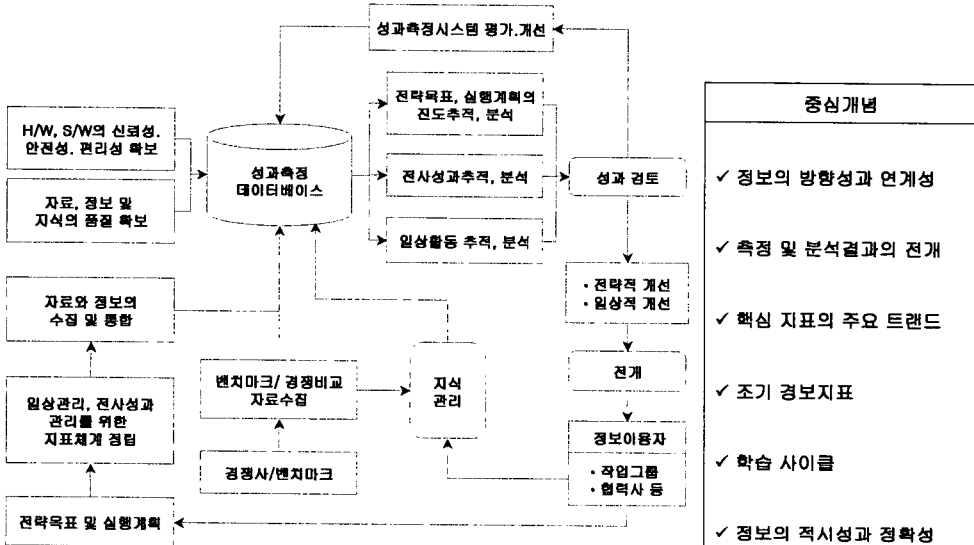 성과측정시스템 평가.개선
전략목표, 실행계획의
진도추적, 분석
H/W, S/W의 신뢰성.
안전성. 편리성 확보
성과측정
데이터베이스
전사성과추적, 분석
성과 검토
자료, 정보 및
지식의 품질 확보
일상활동 추적, 분석
• 전략적 개선
• 일상적 개선
자료와 정보의
수집 및 통합
벤치마크/ 경쟁비교
자료수집
지식
관리
전개
일상관리, 전사성과
관리를 위한
지표체계 정립
정보이용자
• 작업그룹
• 협력사 등
경쟁사/벤치마크
전략목표 및 실행계획
중심개념
✓ 정보의 방향성과 연계성
✓ 측정 및 분석결과의 전개
✓ 핵심 지표의 주요 트랜드
✓ 조기 경보지표
✓ 학습 사이클
✓ 정보의 적시성과 정확성